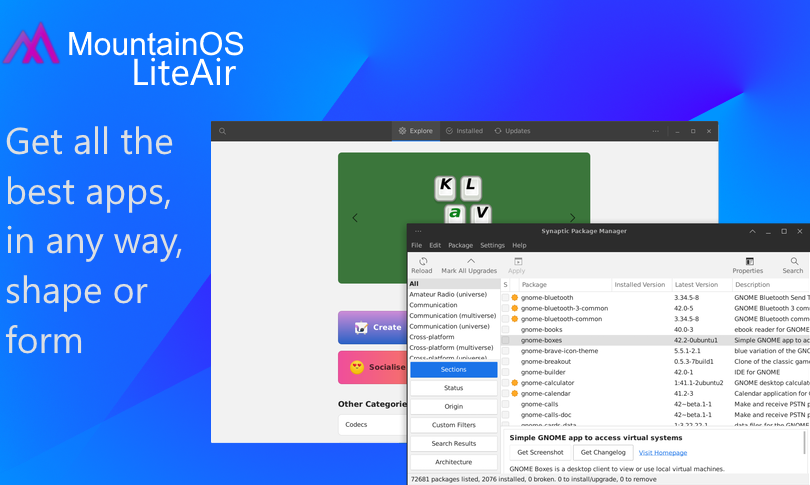 MountainOS
LiteAir
Get all the
best apps,
in any way,
shape or
form
Explore
Installed
Updates
K L
a V
Create
Socialise
Other Categorie
Codecs
Synaptic Package Manager
File Edit Package Settings Help
Reload Mark All Upgrades Apply Properties Search
All
Amateur Radio (universe)
Communication
Communication (multiverse)
Communication (universe)
Cross-platform
Cross-platform (multiverse)
Cross-platform (universe)
Sections
Status
Origin
Custom Filters
Search Results
Architecture
S Package Installed Version Latest Version Description
gnome-bluetooth 3.34.5-8 GNOME Bluetooth Send T
gnome-bluetooth-3-common 42.0-5 GNOME Bluetooth 3 comm
gnome-bluetooth-common 3.34.5-8 GNOME Bluetooth common
gnome-books 40.0-3 ebook reader for GNOME
gnome-boxes 42.2-0ubuntu1 Simple GNOME app to ac
gnome-brave-icon-theme 5.5.1-2.1 blue variation of the GNO
gnome-breakout 0.5.3-7build1 Clone of the classic game
gnome-builder 42.0-1 IDE for GNOME
gnome-calculator 1:41.1-2ubuntu2 GNOME desktop calculato
gnome-calendar 41.2-3 Calendar application for G
gnome-calls 42~beta.1-1 Make and receive PSTN p
gnome-calls-doc 42~beta.1-1 Make and receive PSTN p
gnome-cards-data 1:3.22.22-1 data files for the GNOME
Simple GNOME app to access virtual systems
Get Screenshot Get Changelog Visit Homepage
GNOME Boxes is a desktop client to view or use local virtual machines.
72681 packages listed, 2076 installed, 0 broken. 0 to install/upgrade, 0 to remove